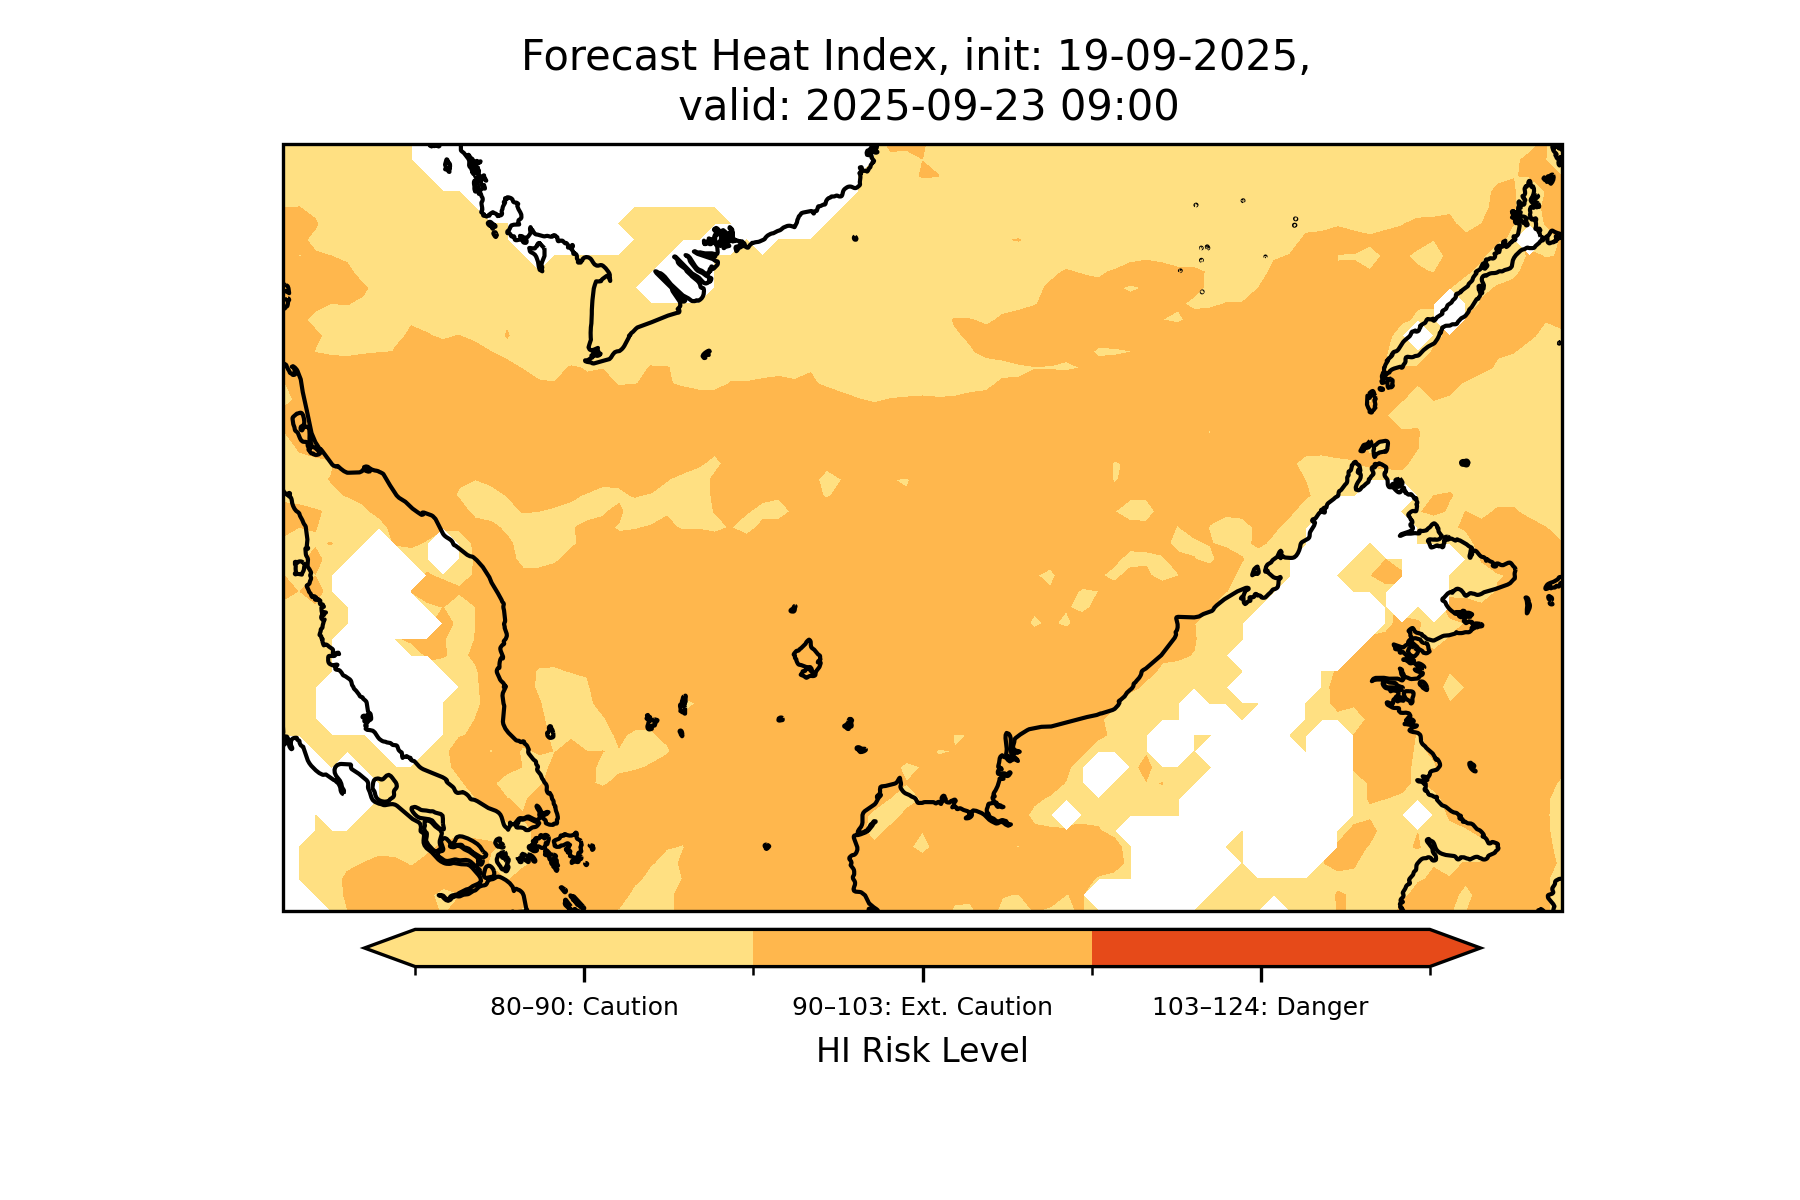 Forecast Heat Index, init: 19-09-2025,
valid: 2025-09-23 09:00
80–90: Caution
90–103: Ext. Caution
103–124: Danger
HI Risk Level